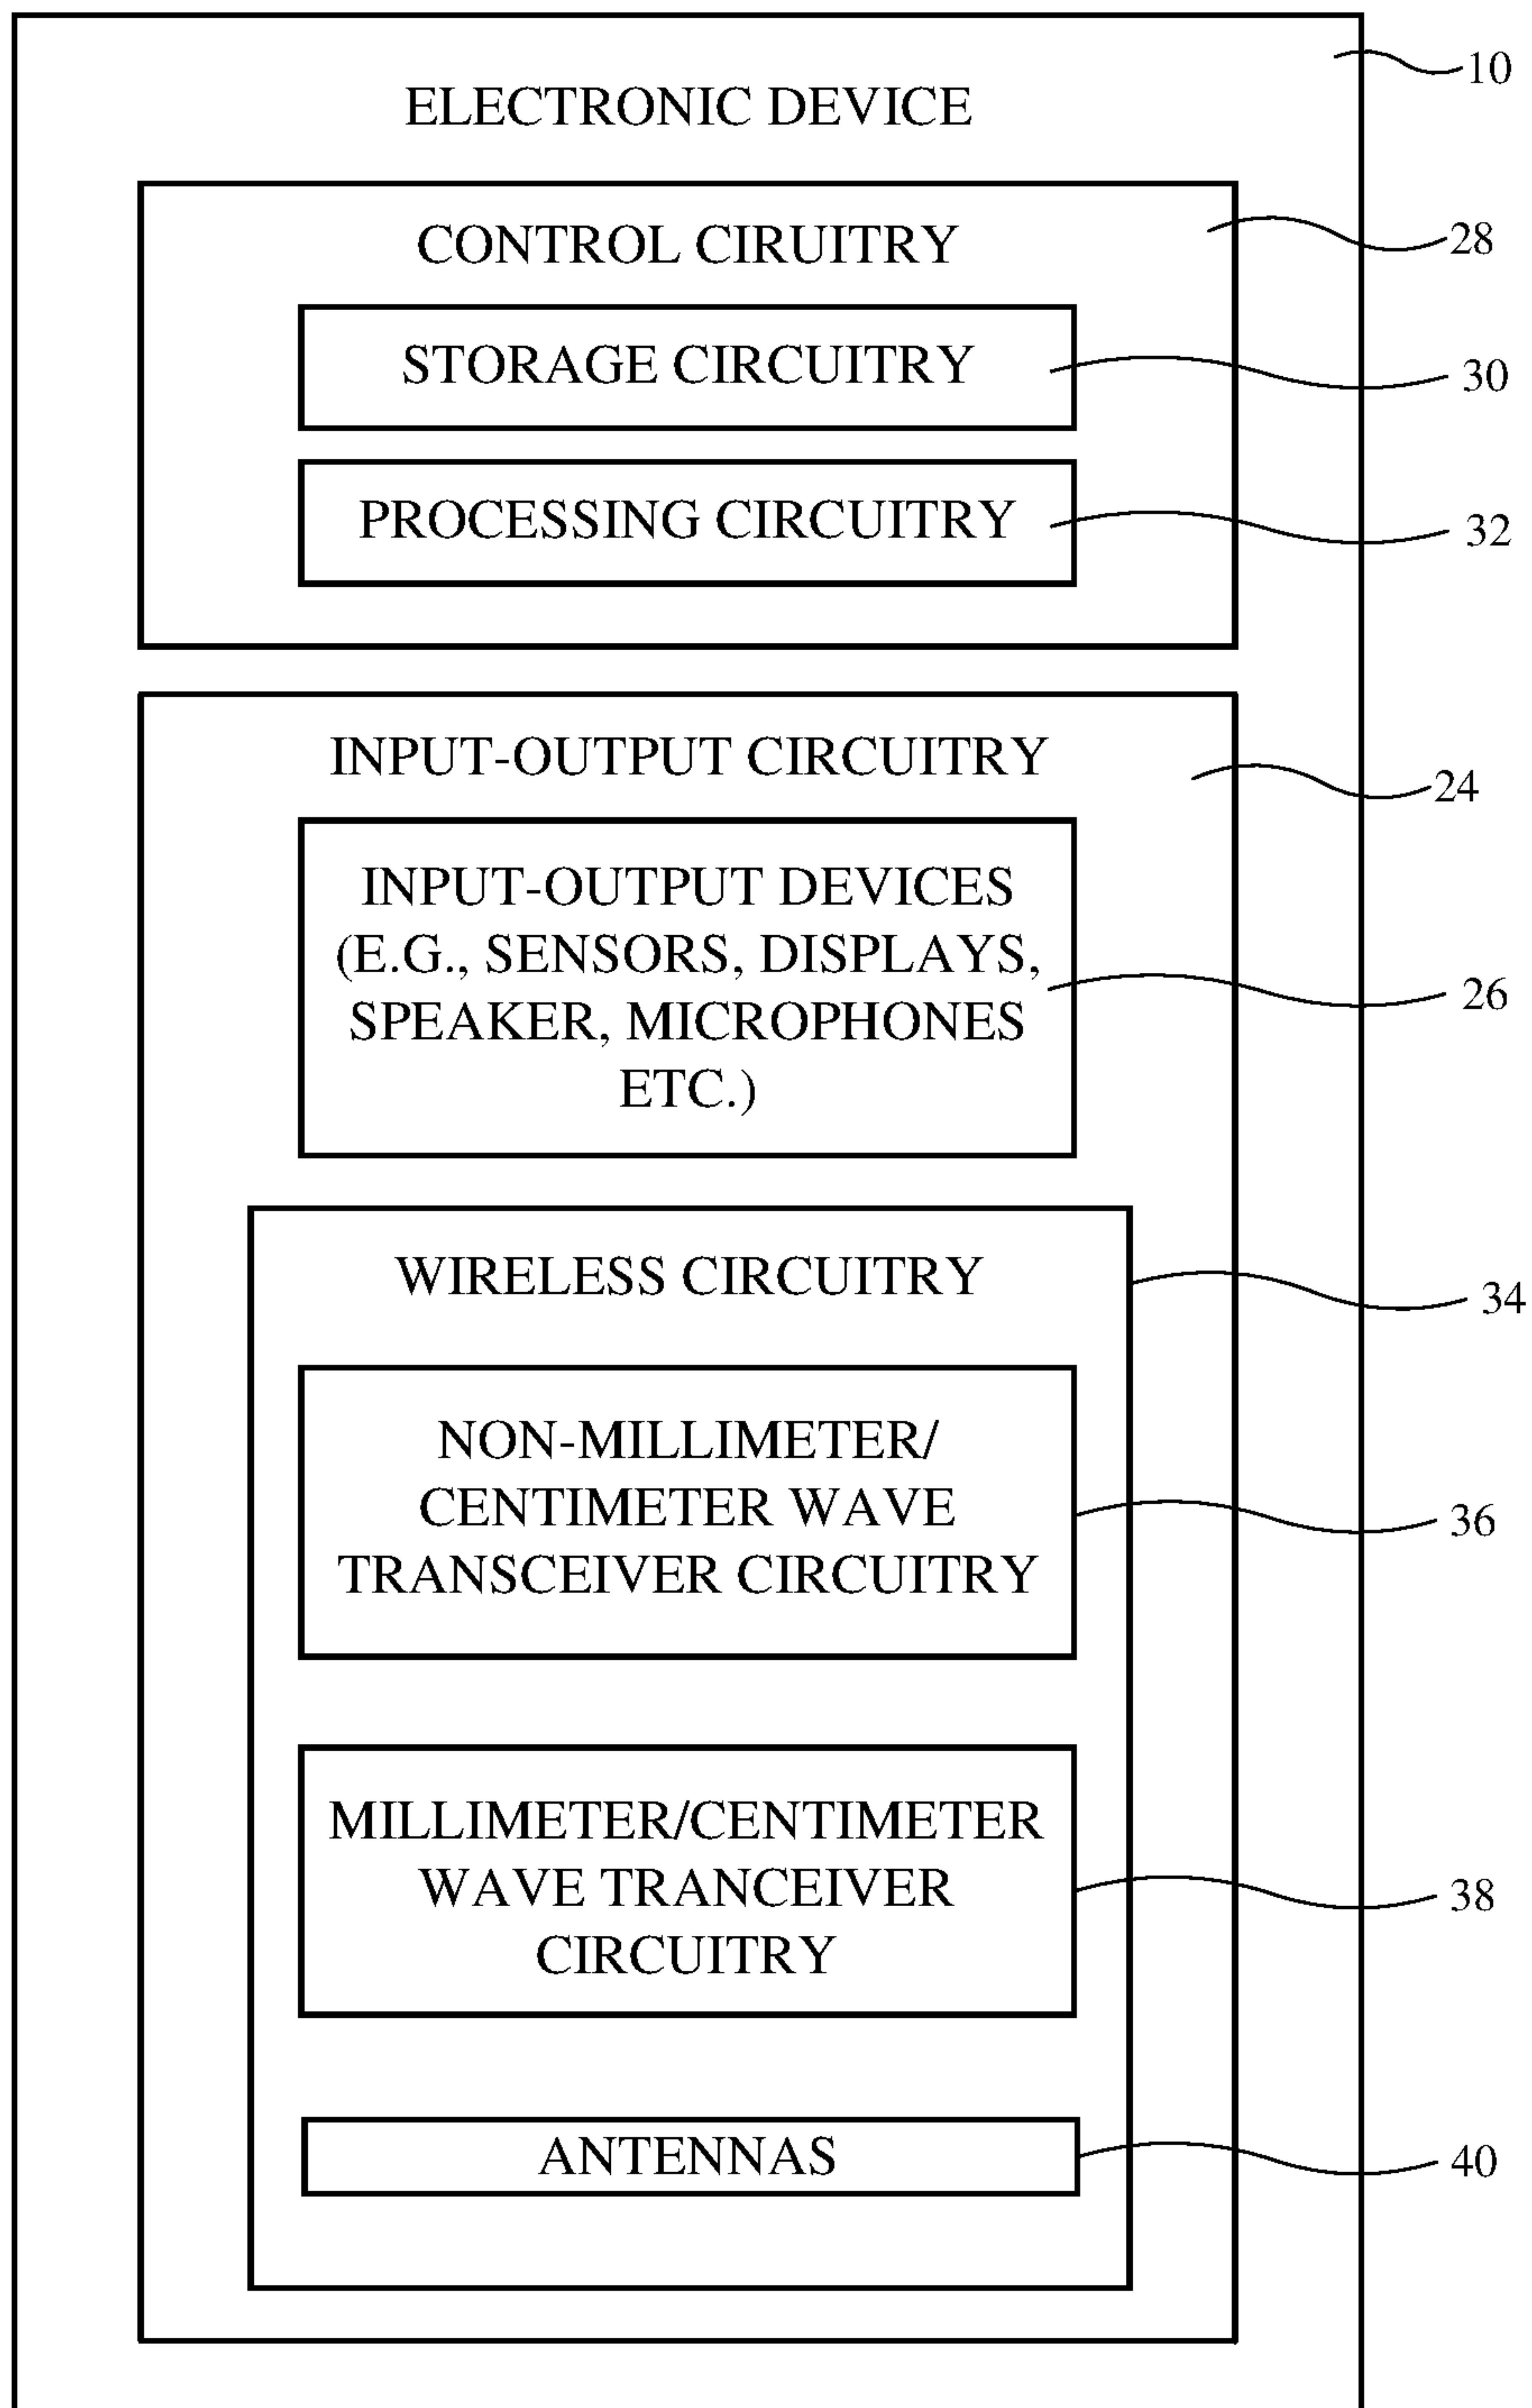 10
ELECTRONIC DEVICE
CONTROL CIRUITRY
28
STORAGE CIRCUITRY
30
PROCESSING CIRCUITRY
32
INPUT-OUTPUT CIRCUITRY
24
INPUT-OUTPUT DEVICES
(E.G., SENSORS, DISPLAYS,
SPEAKER, MICROPHONES
ETC.)
26
WIRELESS CIRCUITRY
34
NON-MILLIMETER/
CENTIMETER WAVE
TRANSCEIVER CIRCUITRY
36
MILLIMETER/CENTIMETER
WAVE TRANCEIVER
CIRCUITRY
38
ANTENNAS
40